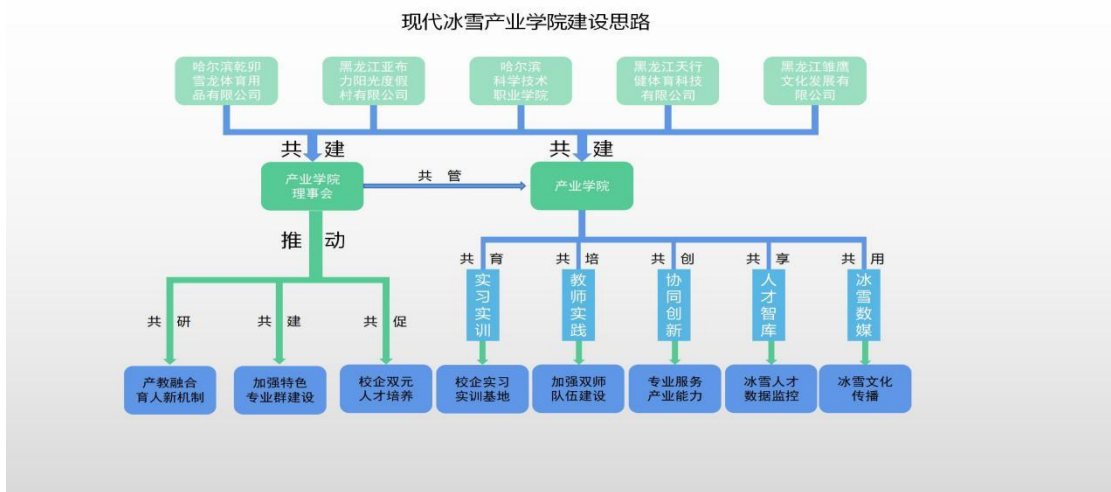 现代冰雪产业学院建设思路
哈尔滨乾卯
雪龙体育用
品有限公司
黑龙江亚布
力阳光度假
村有限公司
哈尔滨
科学技术
职业学院
黑龙江天行
健体育科技
有限公司
黑龙江雏鹰
文化发展有
限公司
共 建
共 建
产业学院
理事会
共 管
产业学院
推 动
共 育
共 培
共 创
共 享
共 用
实习实训
教师实践
协同创新
人才智库
冰雪数媒
共 研
共 建
共 促
产教融合
育人新机制
加强特色
专业群建设
校企双元
人才培养
校企实习
实训基地
加强双师
队伍建设
专业服务
产业能力
冰雪人才
数据监控
冰雪文化
传播